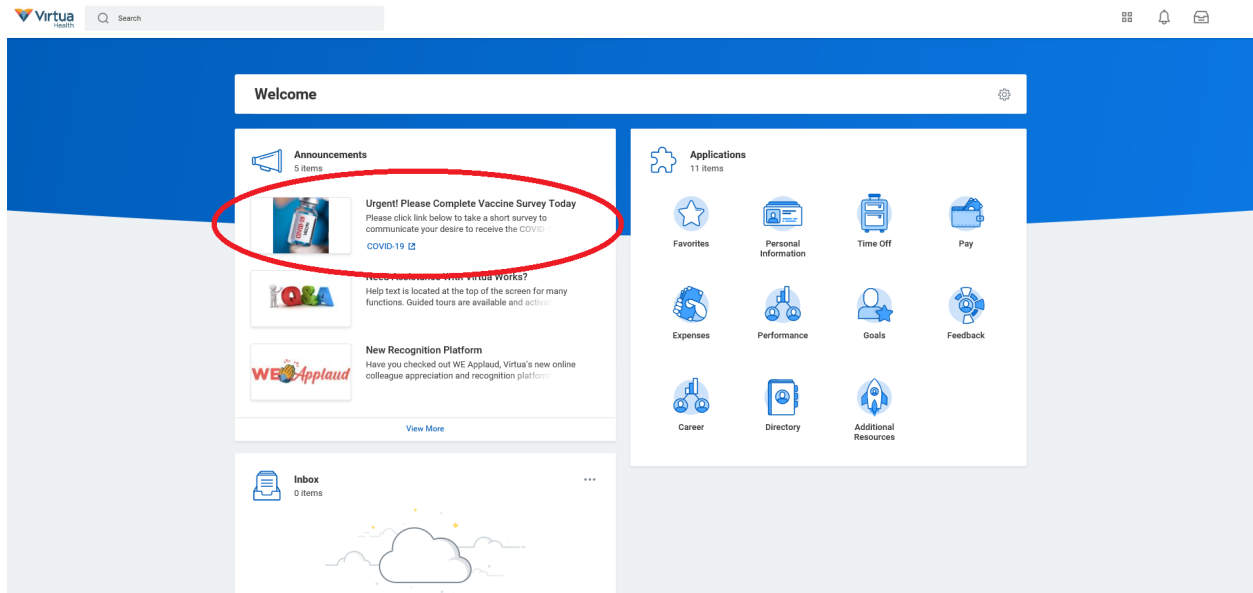 Virtua
Health
Search
Welcome
Announcements
5 items
Urgent! Please Complete Vaccine Survey Today
Please click link below to take a short survey to
communicate your desire to receive the COVID-
COVID-19
COVID-19
VACCINE
Need Assistance With Virtua Works?
Help text is located at the top of the screen for many
functions. Guided tours are available and
Q&A
New Recognition Platform
Have you checked out WE Applaud, Virtua's new online
colleague appreciation and recognition platform
WE Applaud
View More
Inbox
0 items
Applications
11 items
Favorites
Personal
Information
Time Off
Pay
Expenses
Performance
Goals
Feedback
Career
Directory
Additional
Resources